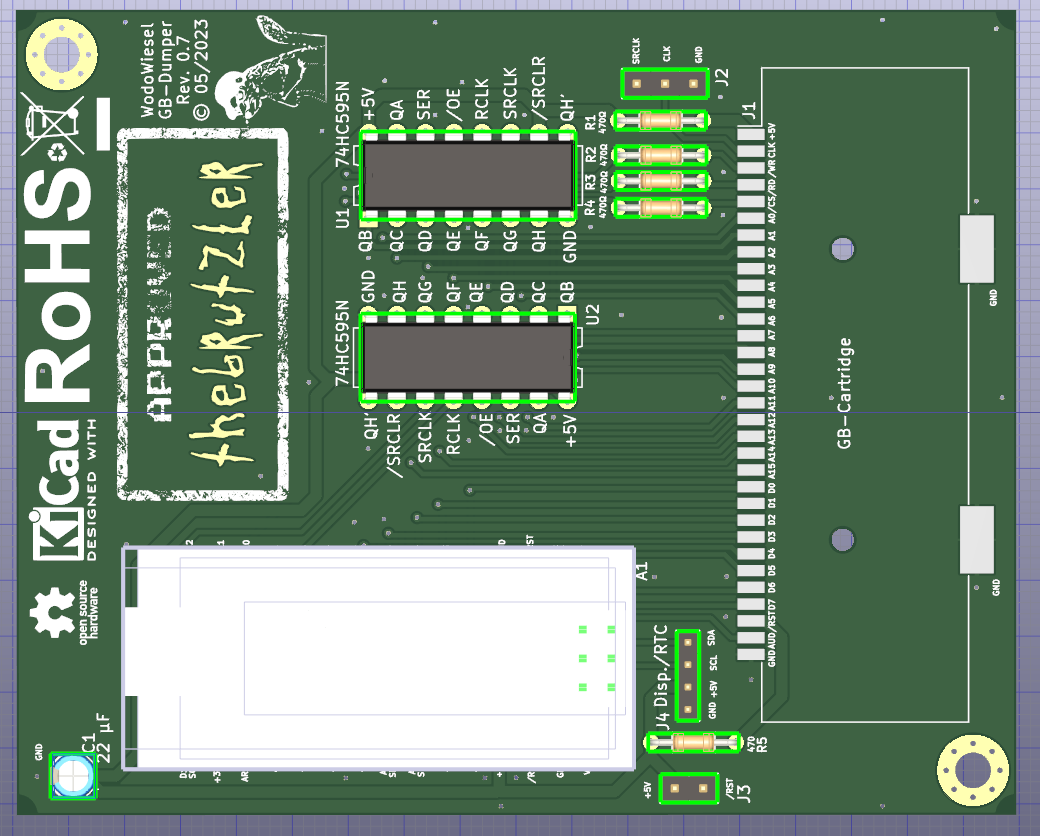 WodoWiesel
GB-Dumper
Rev. 0.7
© 05/2023
RoHS
KiCad
DESIGNED WITH
open source
hardware
thebrutzler
74HC595N
U1
+5V
QA
SER
/OE
RCLK
SRCLK
/SRCLR
QH'
QB
QC
QD
QE
QF
QG
QH
GND
74HC595N
U2
GND
QH
QG
QF
QE
QD
QC
QB
QH'
/SRCLR
SRCLK
RCLK
/OE
SER
QA
+5V
SRCLK
CLK
GND
J2
R1
470Ω
R2
470Ω
R3
470Ω
R4
470Ω
J1
+5V
CLK
/WR
/RD
/CS
A0
A1
A2
A3
A4
A5
A6
A7
A8
A9
A10
A11
A12
A13
A14
A15
D0
D1
D2
D3
D4
D5
D6
D7
/RST
AUD
GND
GB-Cartridge
GND
GND
A1
J4 Disp./RTC
SDA
SCL
+5V
GND
470
R5
+5V
/RST
J3
GND
C1
22 µF